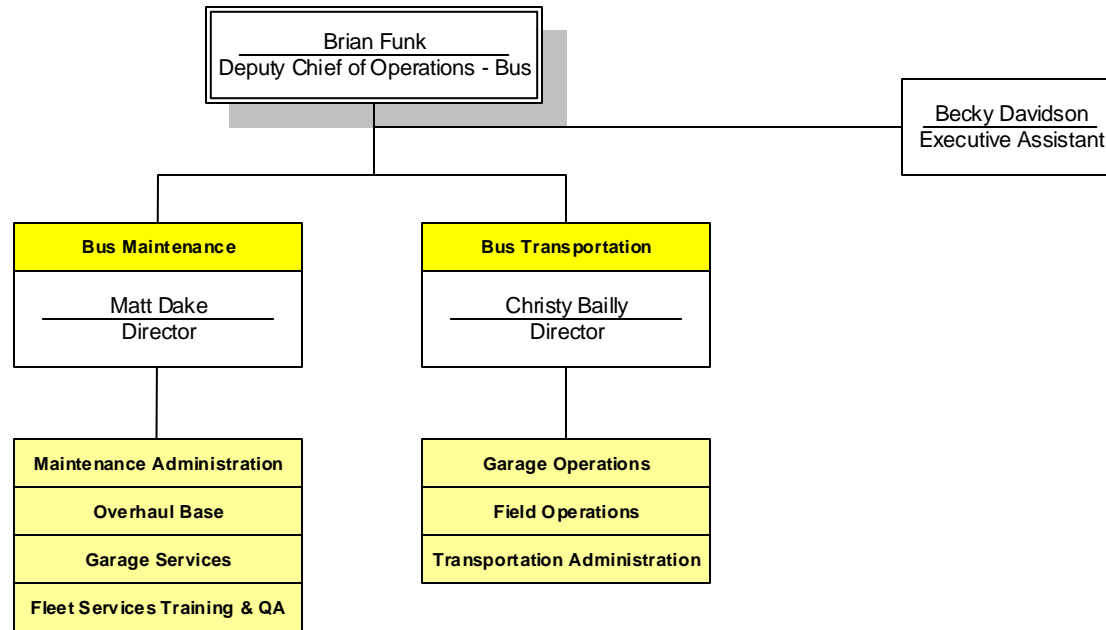 Brian Funk
Deputy Chief of Operations - Bus
Becky Davidson
Executive Assistant
Bus Maintenance
Matt Dake
Director
Maintenance Administration
Overhaul Base
Garage Services
Fleet Services Training & QA
Bus Transportation
Christy Bailly
Director
Garage Operations
Field Operations
Transportation Administration